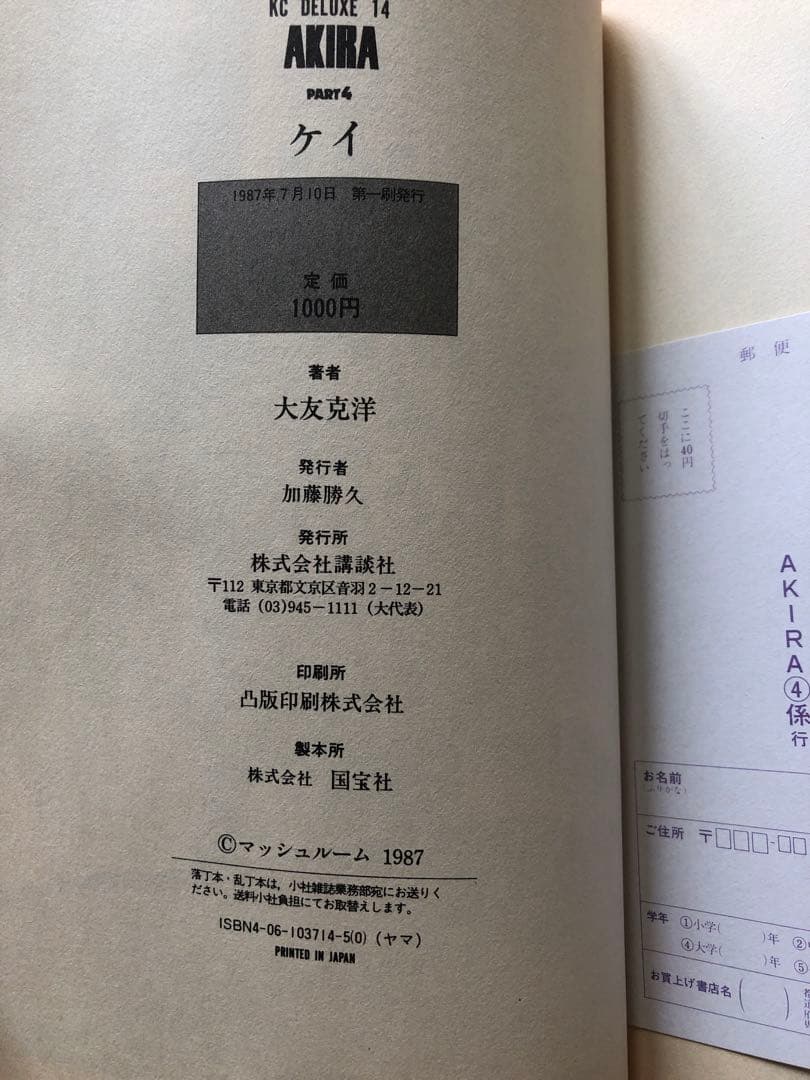 KC DELUXE 14
AKIRA
PART4
ケイ
1987年7月10日 第一刷発行
定価
1000円
著者
大友克洋
発行者
加藤勝久
発行所
株式会社講談社
〒112 東京都文京区音羽2-12-21
電話 (03)945-1111 (大代表)
印刷所
凸版印刷株式会社
製本所
株式会社 国宝社
©マッシュルーム 1987
落丁本・乱丁本は,小社雑誌業務部宛にお送りく
ださい。送料小社負担にてお取替えします。
ISBN4-06-103714-5(0) (ヤマ)
PRINTED IN JAPAN
郵便
ここに40円
切手をはっ
てください
AKIRA④係
行
お名前
(ふりがな)
ご住所 〒□□□-□□
学年 ①小学( )年 ②
④大学( )年 ⑤
お買上げ書店名